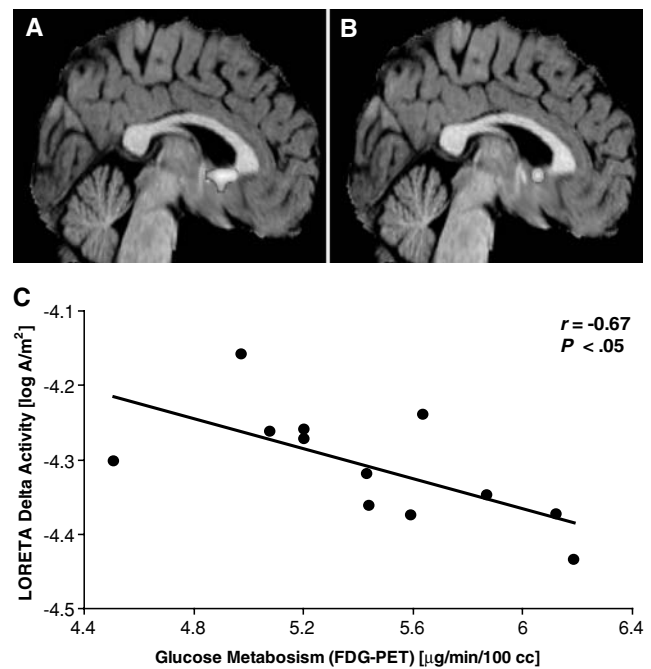 A
B
C
-4.1
-4.2
-4.3
-4.4
-4.5
LORETA Delta Activity [log A/m²]
r = -0.67
P < .05
4.4 4.8 5.2 5.6 6 6.4
Glucose Metabosism (FDG-PET) [µg/min/100 cc]